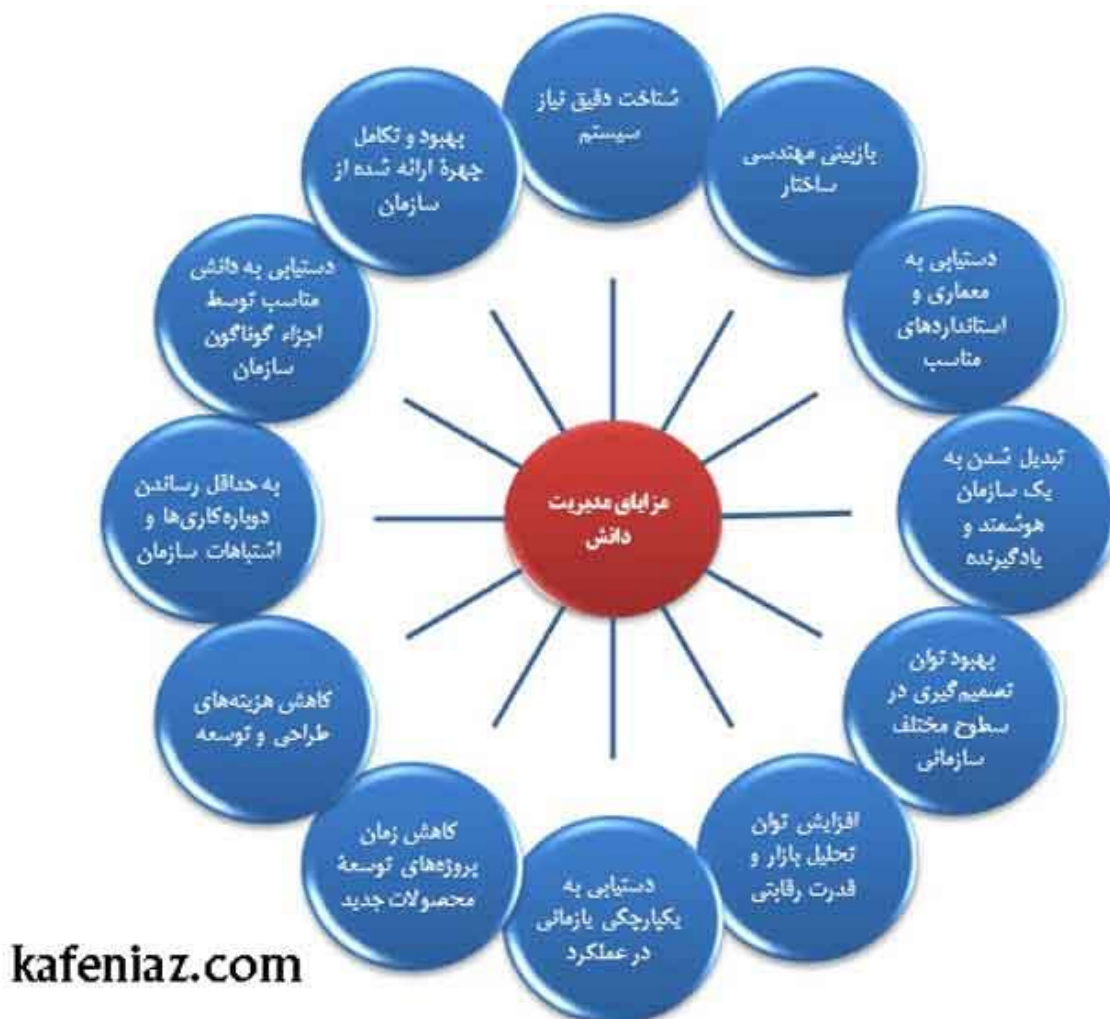 مزایای مدیریت
دانش
شناخت دقیق نیاز
سیستم
بازبینی مهندسی
ساختار
دستیابی به
معماری و
استانداردهای
مناسب
تبدیل شدن به
یک سازمان
هوشمند و
یادگیرنده
بهبود توان
تصمیم‌گیری در
سطوح مختلف
سازمانی
افزایش توان
تحلیل بازار و
قدرت رقابتی
دستیابی به
یکپارچگی یازمانی
در عملکرد
کاهش زمان
پروژه‌های توسعهٔ
محصولات جدید
کاهش هزینه‌های
طراحی و توسعه
به حداقل رساندن
دوباره‌کاری‌ها و
اشتباهات سازمان
دستیابی به دانش
مناسب توسط
اجزاء گوناگون
سازمان
بهبود و تکامل
چهرهٔ ارائه شده از
سازمان
kafeniaz.com